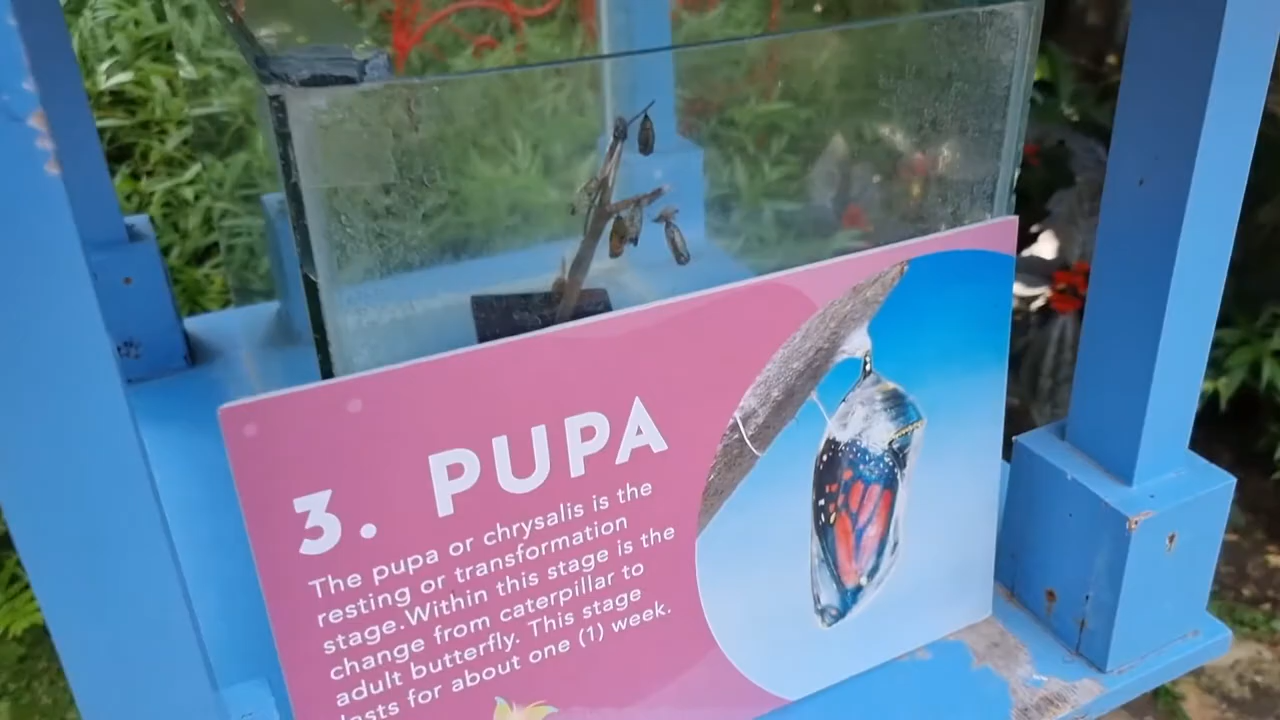 3. PUPA
The pupa or chrysalis is the
resting or transformation
stage.Within this stage is the
change from caterpillar to
adult butterfly. This stage
lasts for about one (1) week.